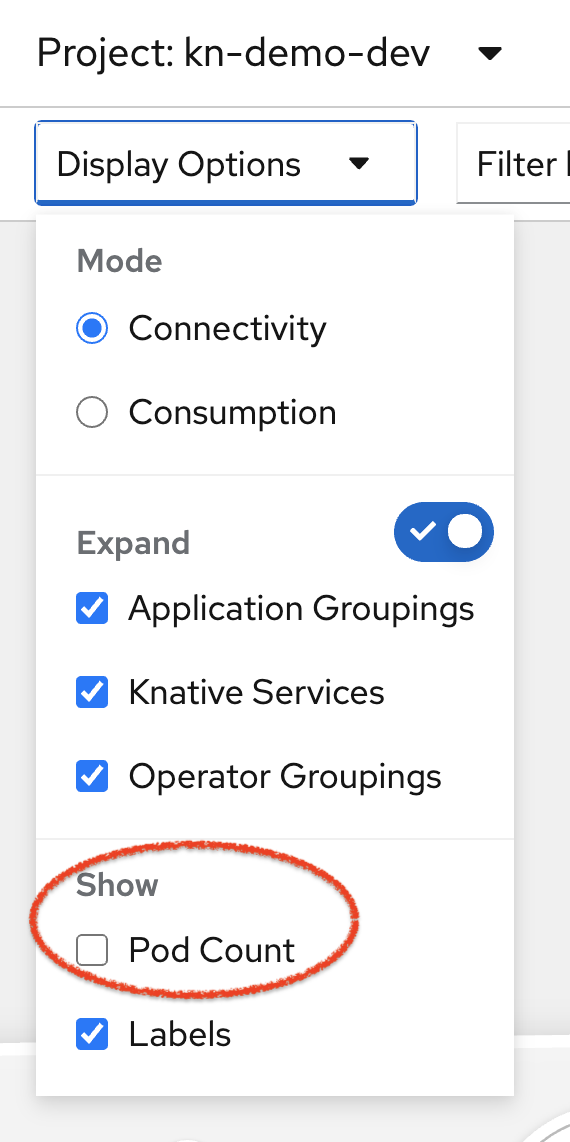 Project: kn-demo-dev
Display Options
Filter
Mode
Connectivity
Consumption
Expand
Application Groupings
Knative Services
Operator Groupings
Show
Pod Count
Labels